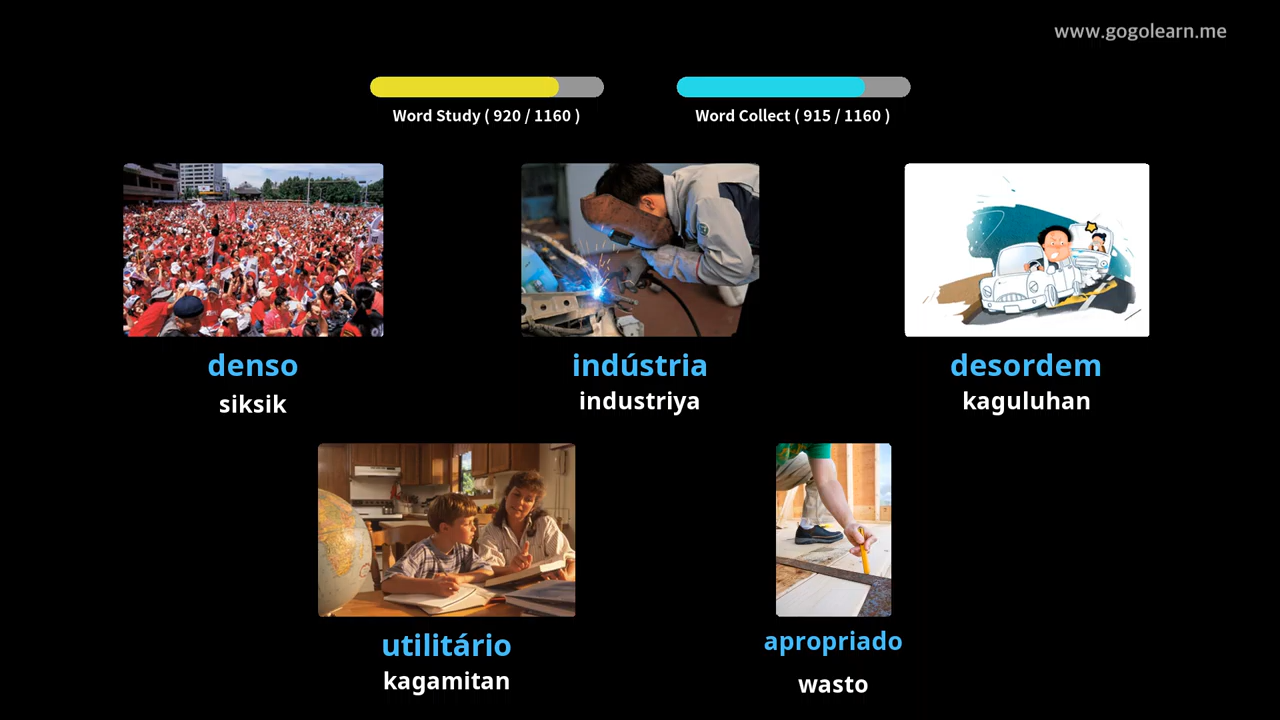 www.gogolearn.me
Word Study ( 920 / 1160 )
Word Collect ( 915 / 1160 )
denso
siksik
indústria
industriya
desordem
kaguluhan
utilitário
kagamitan
apropriado
wasto